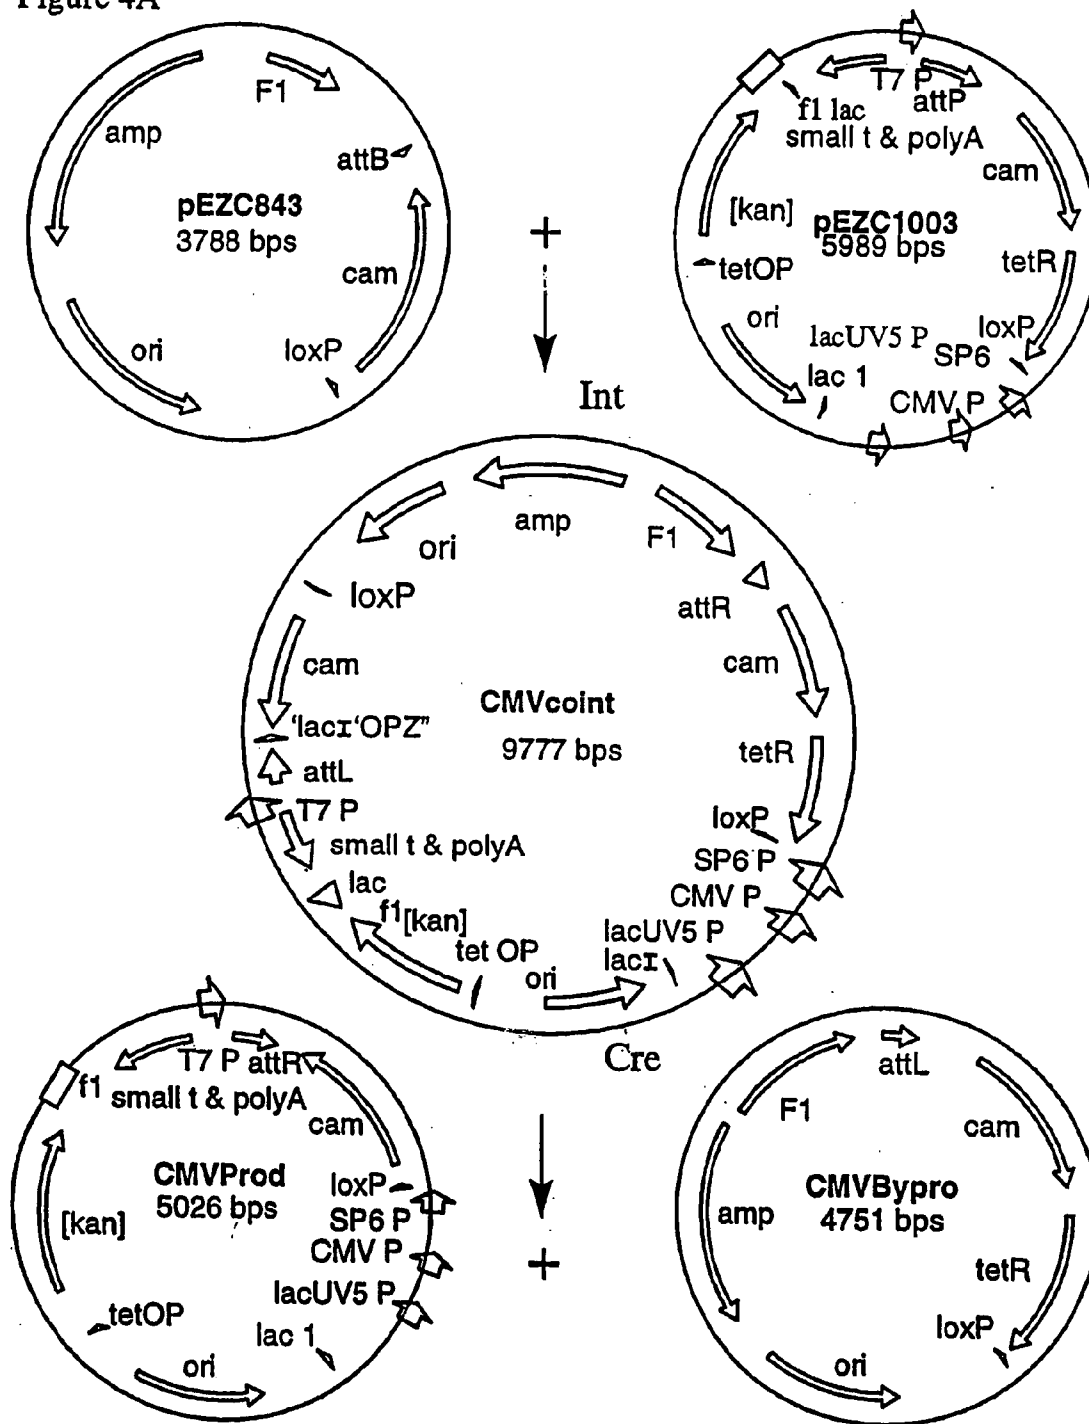 Figure 4A
F1
amp
attB
pEZC843
3788 bps
cam
ori
loxP
+
T7 P
attP
f1 lac
small t & polyA
cam
[kan]
pEZC1003
5989 bps
tetOP
tetR
ori
lacUV5 P
loxP
SP6
lac 1
CMV P
Int
amp
F1
ori
loxP
attR
cam
cam
CMVcoint
9777 bps
'lacI'OPZ"
tetR
attL
T7 P
loxP
small t & polyA
SP6 P
lac
CMV P
f1
[kan]
lacUV5 P
tet OP
ori
lacI
Cre
T7 P
attR
f1
small t & polyA
cam
CMVProd
5026 bps
loxP
[kan]
SP6 P
CMV P
lacUV5 P
tetOP
lac 1
ori
+
attL
F1
cam
CMVBypro
4751 bps
amp
tetR
loxP
ori